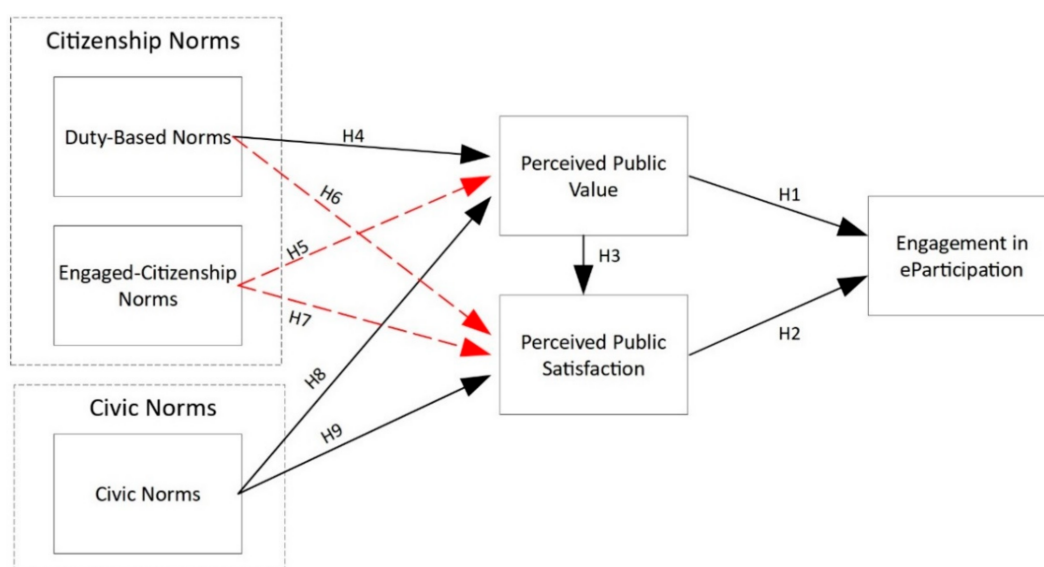 Citizenship Norms
Duty-Based Norms
Engaged-Citizenship
Norms
Civic Norms
Civic Norms
H4
H6
H5
H7
H8
H9
Perceived Public
Value
H3
Perceived Public
Satisfaction
H1
H2
Engagement in
eParticipation